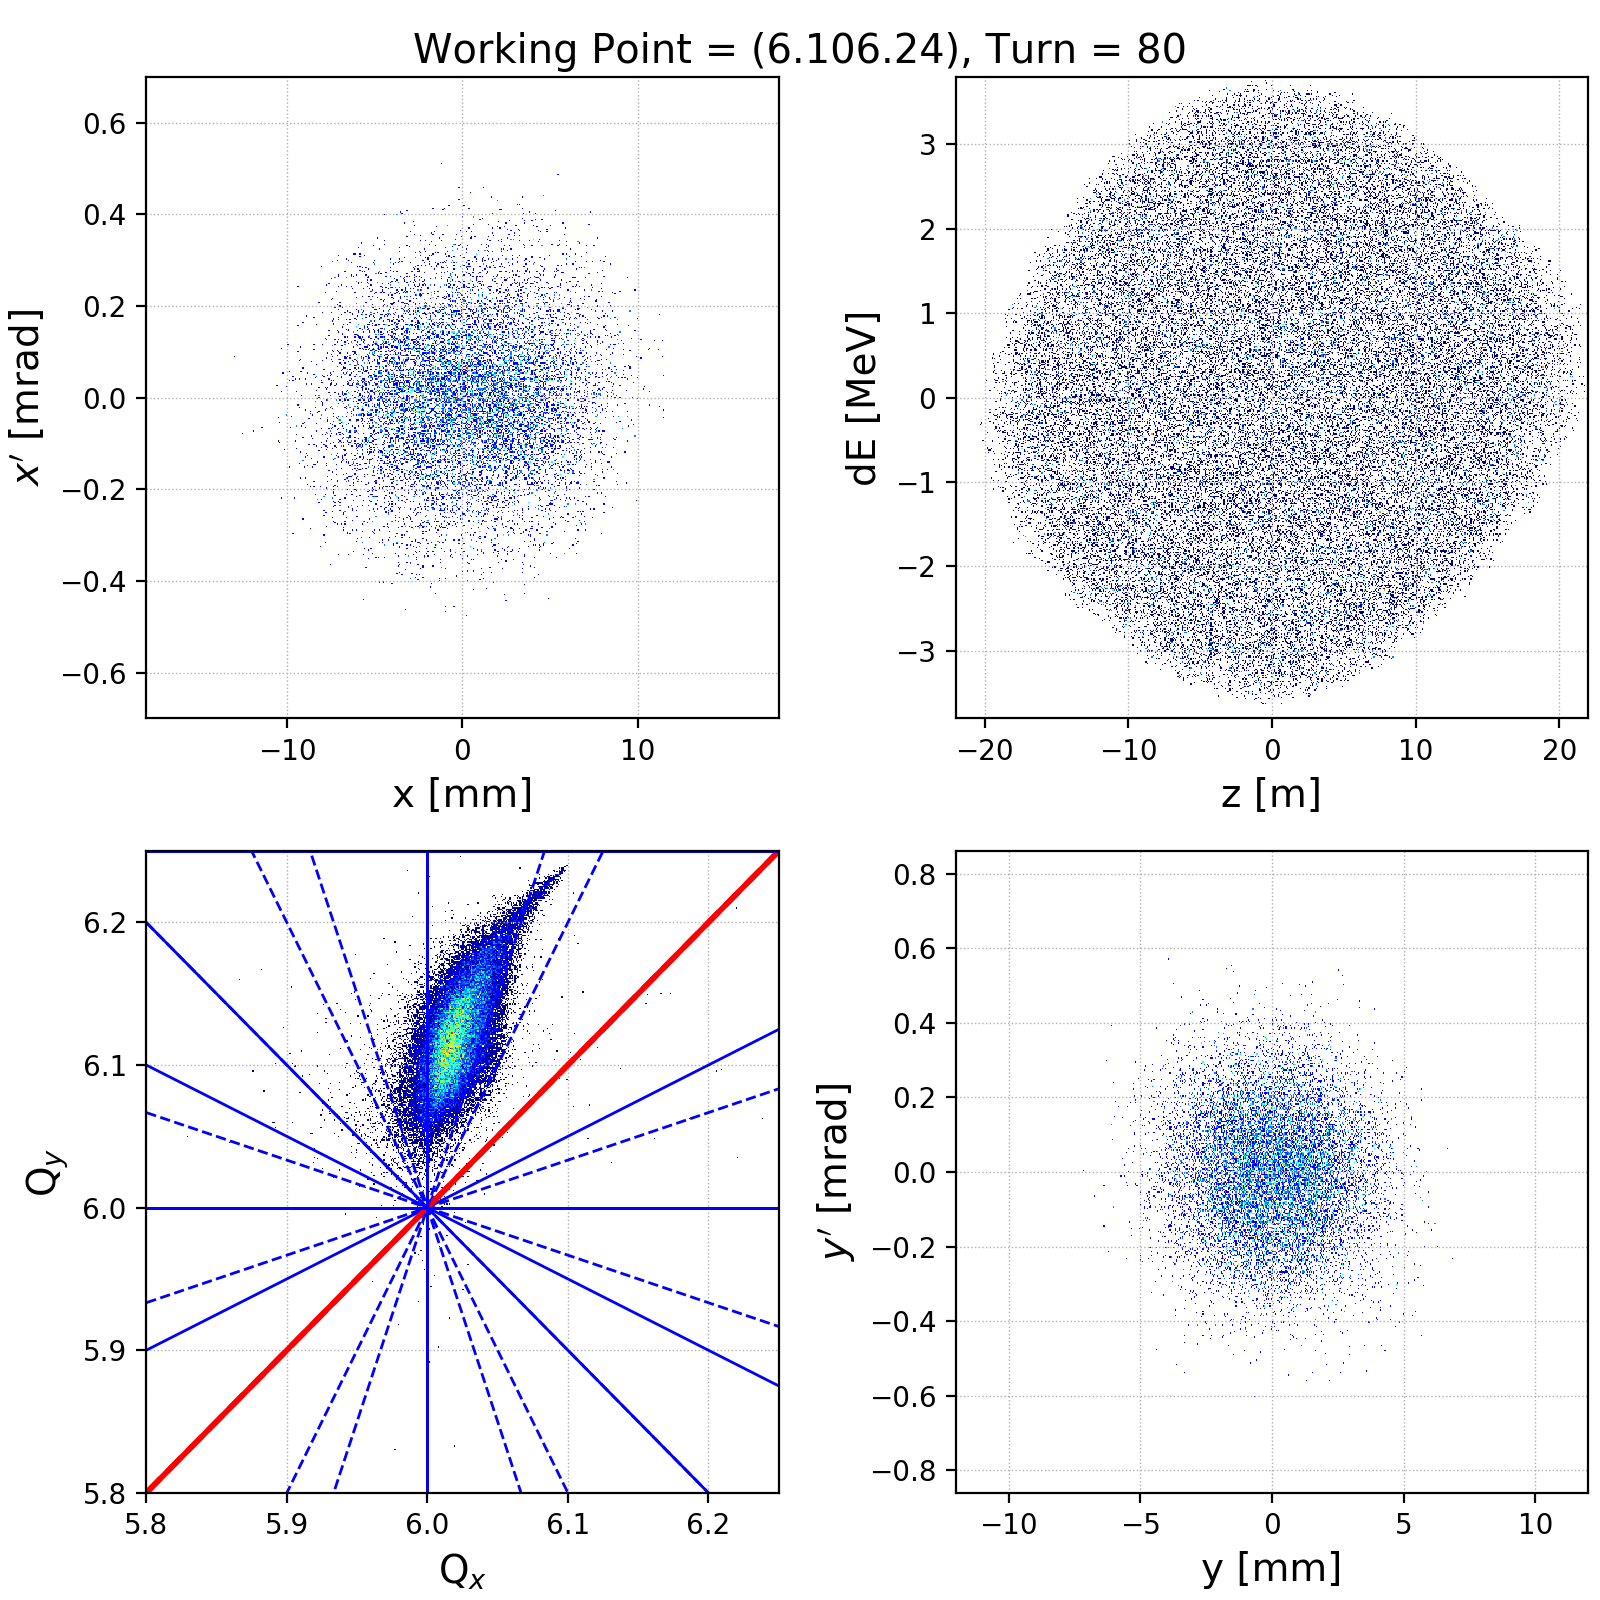 Working Point = (6.106.24), Turn = 80
0.6
0.4
0.2
0.0
−0.2
−0.4
−0.6
x′ [mrad]
−10 0 10
x [mm]
3
2
1
0
−1
−2
−3
dE [MeV]
−20 −10 0 10 20
z [m]
6.2
6.1
6.0
5.9
5.8
Qy
5.8 5.9 6.0 6.1 6.2
Qx
0.8
0.6
0.4
0.2
0.0
−0.2
−0.4
−0.6
−0.8
y′ [mrad]
−10 −5 0 5 10
y [mm]